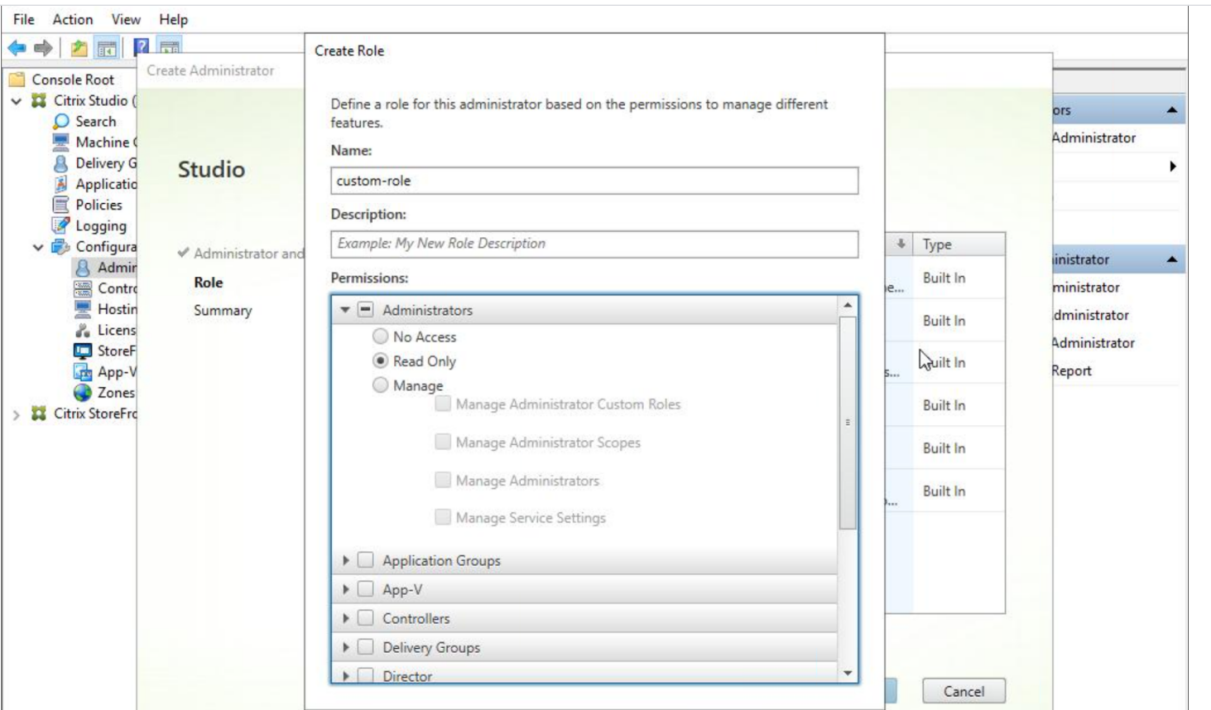 File Action View Help
Create Role
Create Administrator
Console Root
Citrix Studio (
Search
Machine
Delivery G
Applicatio
Policies
Logging
Configura
Admin
Contro
Hostin
Licens
StoreF
App-V
Zones
Citrix StoreFro
Studio
Administrator and
Role
Summary
Define a role for this administrator based on the permissions to manage different
features.
Name:
custom-role
Description:
Example: My New Role Description
Permissions:
Administrators
No Access
Read Only
Manage
Manage Administrator Custom Roles
Manage Administrator Scopes
Manage Administrators
Manage Service Settings
Application Groups
App-V
Controllers
Delivery Groups
Director
Type
Built In
Built In
Built In
Built In
Built In
Built In
Cancel
ors
Administrator
inistrator
ministrator
dministrator
Administrator
Report